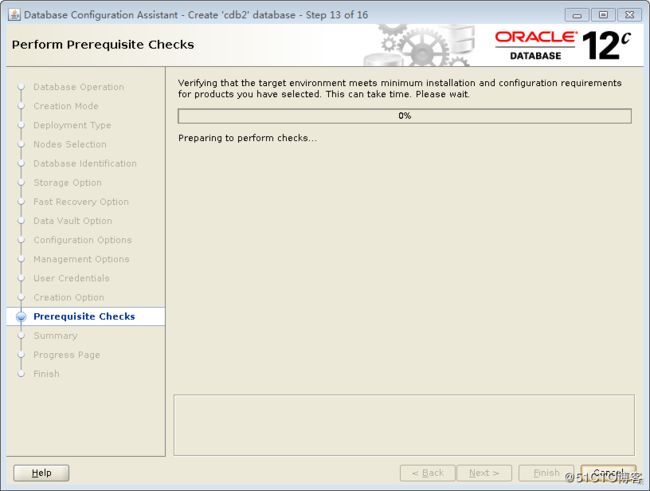 Database Configuration Assistant - Create 'cdb2' database - Step 13 of 16
Perform Prerequisite Checks
ORACLE
DATABASE 12c
Database Operation
Creation Mode
Deployment Type
Nodes Selection
Database Identification
Storage Option
Fast Recovery Option
Data Vault Option
Configuration Options
Management Options
User Credentials
Creation Option
Prerequisite Checks
Summary
Progress Page
Finish
Verifying that the target environment meets minimum installation and configuration requirements
for products you have selected. This can take time. Please wait.
0%
Preparing to perform checks...
Help
< Back
Next >
Finish
Cancel
@51CTO博客